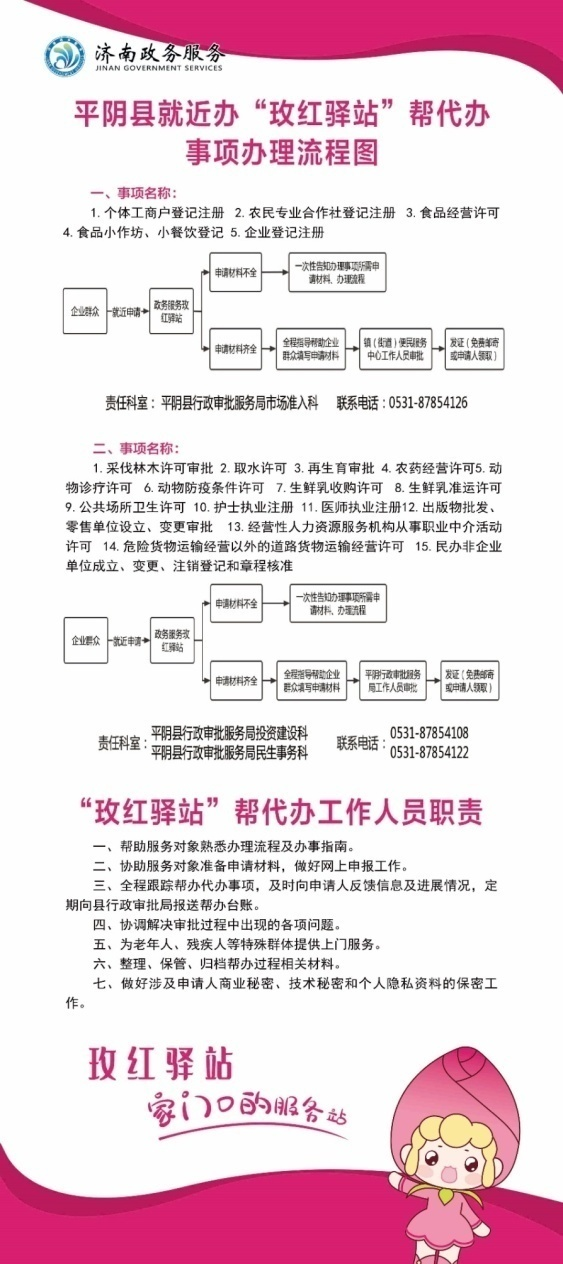 济南政务服务
JINAN GOVERNMENT SERVICES
平阴县就近办“玫红驿站”帮代办
事项办理流程图
一、事项名称：
1. 个体工商户登记注册 2. 农民专业合作社登记注册 3. 食品经营许可
4. 食品小作坊、小餐饮登记 5. 企业登记注册
企业群众
就近申请
政务服务玫
红驿站
申请材料不全
一次性告知办理事项所需申
请材料、办理流程
申请材料齐全
全程指导帮助企业
群众填写申请材料
镇（街道）便民服务
中心工作人员审批
发证（免费邮寄
或申请人领取）
责任科室： 平阴县行政审批服务局市场准入科 联系电话：0531-87854126
二、事项名称：
1. 采伐林木许可审批 2. 取水许可 3. 再生育审批 4. 农药经营许可5. 动
物诊疗许可 6. 动物防疫条件许可 7. 生鲜乳收购许可 8. 生鲜乳准运许可
9. 公共场所卫生许可 10. 护士执业注册 11. 医师执业注册12. 出版物批发、
零售单位设立、变更审批 13. 经营性人力资源服务机构从事职业中介活动
许可 14. 危险货物运输经营以外的道路货物运输经营许可 15. 民办非企业
单位成立、变更、注销登记和章程核准
企业群众
就近申请
政务服务玫
红驿站
申请材料不全
一次性告知办理事项所需申
请材料、办理流程
申请材料齐全
全程指导帮助企业
群众填写申请材料
平阴行政审批服务
局工作人员审批
发证（免费邮寄
或申请人领取）
责任科室：平阴县行政审批服务局投资建设科 联系电话：0531-87854108
平阴县行政审批服务局民生事务科 0531-87854122
“玫红驿站”帮代办工作人员职责
一、帮助服务对象熟悉办理流程及办事指南。
二、协助服务对象准备申请材料，做好网上申报工作。
三、全程跟踪帮办代办事项，及时向申请人反馈信息及进展情况，定
期向县行政审批局报送帮办台账。
四、协调解决审批过程中出现的各项问题。
五、为老年人、残疾人等特殊群体提供上门服务。
六、整理、保管、归档帮办过程相关材料。
七、做好涉及申请人商业秘密、技术秘密和个人隐私资料的保密工
作。
玫红驿站
家门口的服务站